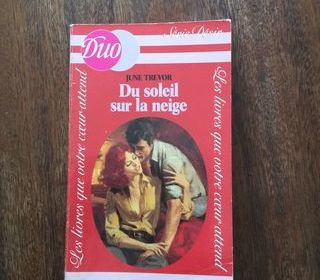 Duo
Série Désir
JUNE TREVOR
Du soleil
sur la neige
Les livres que votre cœur attend
Les livres que votre cœur attend